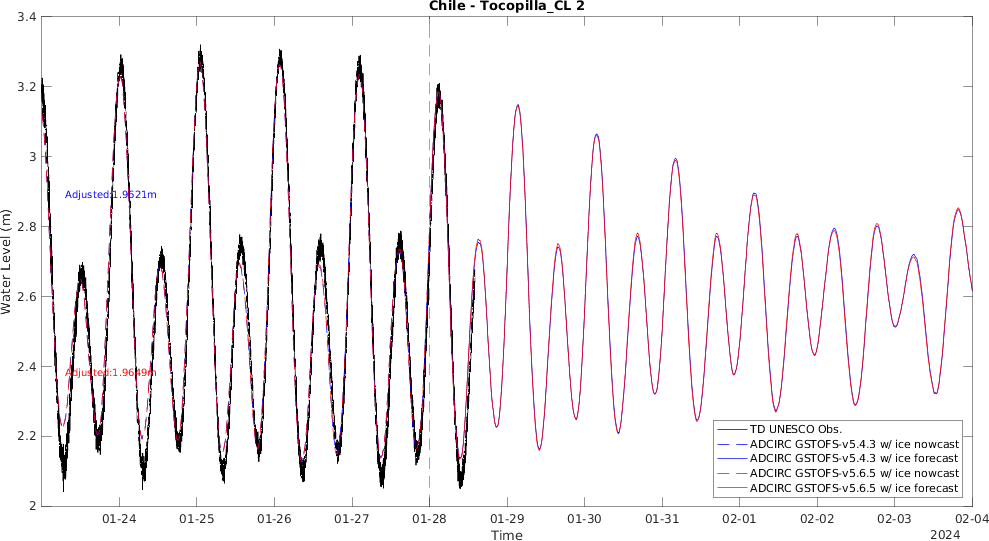 Chile - Tocopilla_CL 2
Water Level (m)
3.4
3.2
3
2.8
2.6
2.4
2.2
2
Adjusted:1.9621m
Adjusted:1.9649m
TD UNESCO Obs.
ADCIRC GSTOFS-v5.4.3 w/ ice nowcast
ADCIRC GSTOFS-v5.4.3 w/ ice forecast
ADCIRC GSTOFS-v5.6.5 w/ ice nowcast
ADCIRC GSTOFS-v5.6.5 w/ ice forecast
01-24 01-25 01-26 01-27 01-28 01-29 01-30 01-31 02-01 02-02 02-03 02-04
Time
2024